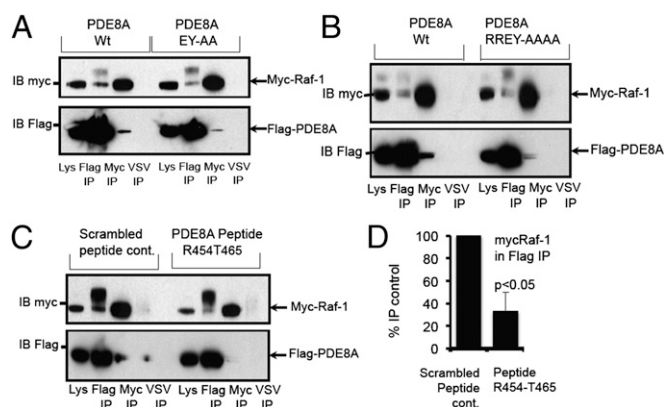 A
PDE8A
Wt
PDE8A
EY-AA
IB myc
Myc-Raf-1
IB Flag
Flag-PDE8A
Lys Flag Myc VSV Lys Flag Myc VSV
IP IP IP IP IP IP
B
PDE8A
Wt
PDE8A
RREY-AAAA
IB myc
Myc-Raf-1
IB Flag
Flag-PDE8A
Lys Flag Myc VSV Lys Flag Myc VSV
IP IP IP IP IP IP
C
Scrambled
peptide cont.
PDE8A Peptide
R454T465
IB myc
Myc-Raf-1
IB Flag
Flag-PDE8A
Lys Flag Myc VSV Lys Flag Myc VSV
IP IP IP IP IP IP
D
% IP control
100
80
60
40
20
0
mycRaf-1
in Flag IP
p<0.05
Scrambled
Peptide
cont.
Peptide
R454-T465